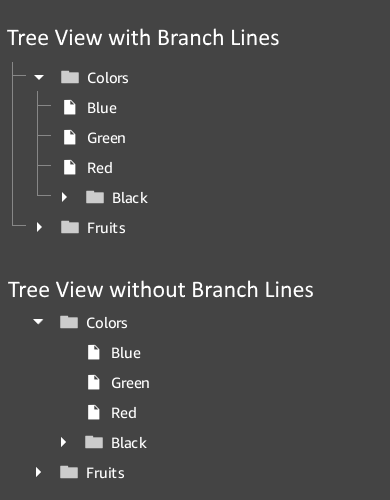 Tree View with Branch Lines
Colors
Blue
Green
Red
Black
Fruits
Tree View without Branch Lines
Colors
Blue
Green
Red
Black
Fruits